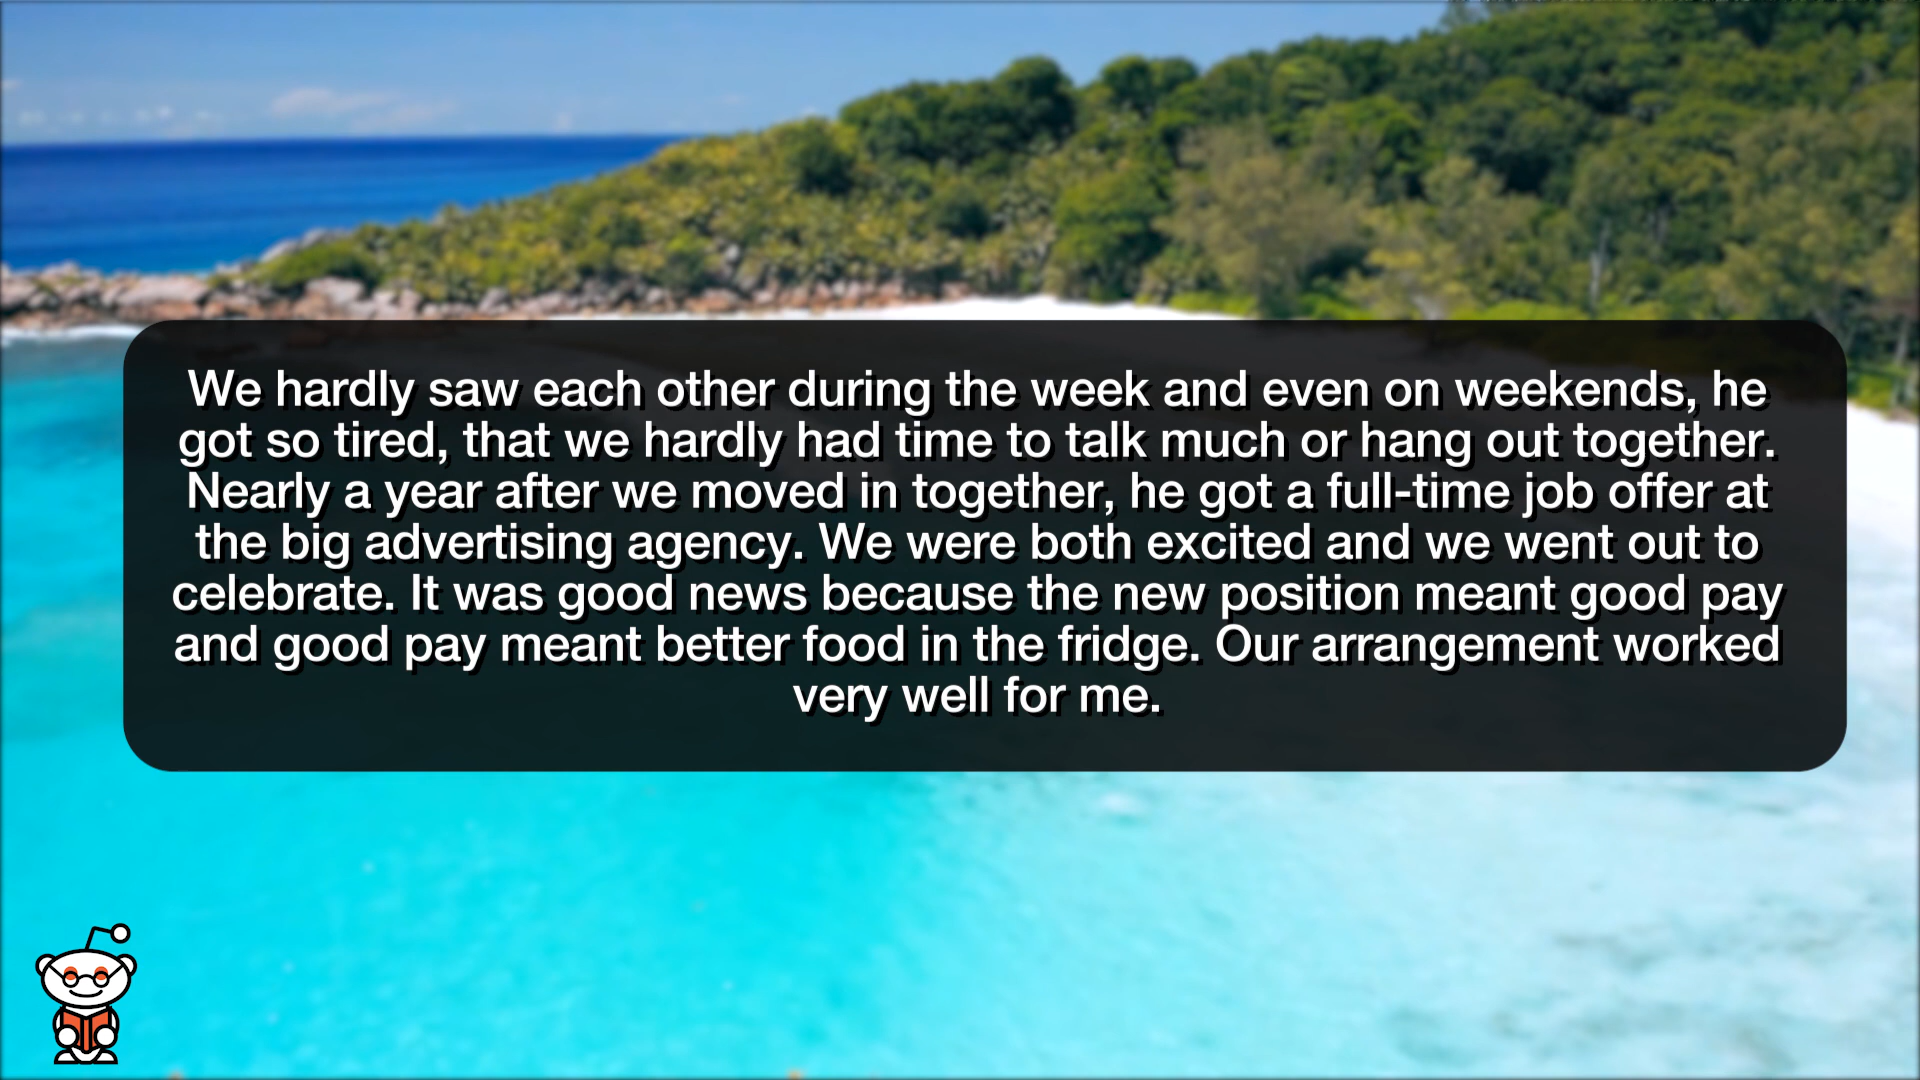 We hardly saw each other during the week and even on weekends, he
got so tired, that we hardly had time to talk much or hang out together.
Nearly a year after we moved in together, he got a full-time job offer at
the big advertising agency. We were both excited and we went out to
celebrate. It was good news because the new position meant good pay
and good pay meant better food in the fridge. Our arrangement worked
very well for me.